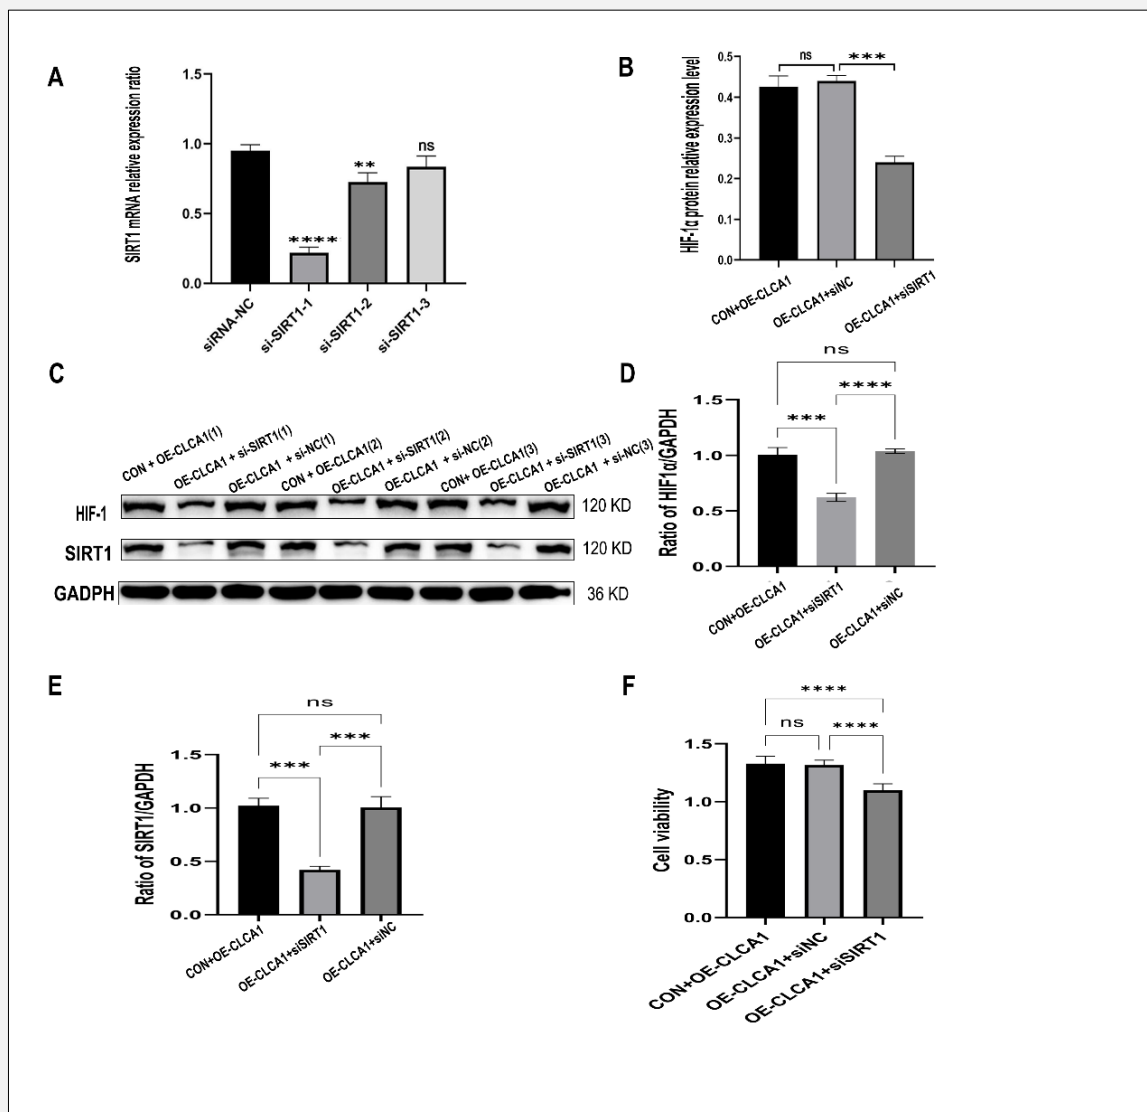 A
SIRT1 mRNA relative expression ratio
1.5
1.0
0.5
0.0
****
**
ns
siRNA-NC
si-SIRT1-1
si-SIRT1-2
si-SIRT1-3
B
HIF-1α protein relative expression level
0.5
0.4
0.3
0.2
0.1
0.0
ns
***
CON+OE-CLCA1
OE-CLCA1+siNC
OE-CLCA1+siSIRT1
C
CON + OE-CLCA1(1)
OE-CLCA1 + si-SIRT1(1)
OE-CLCA1 + si-NC(1)
CON + OE-CLCA1(2)
OE-CLCA1 + si-SIRT1(2)
OE-CLCA1 + si-NC(2)
CON+ OE-CLCA1(3)
OE-CLCA1 + si-SIRT1(3)
OE-CLCA1 + si-NC(3)
HIF-1
120 KD
SIRT1
120 KD
GADPH
36 KD
D
Ratio of HIF1α/GAPDH
1.5
1.0
0.5
0.0
ns
***
****
CON+OE-CLCA1
OE-CLCA1+siSIRT1
OE-CLCA1+siNC
E
Ratio of SIRT1/GAPDH
1.5
1.0
0.5
0.0
ns
***
***
CON+OE-CLCA1
OE-CLCA1+siSIRT1
OE-CLCA1+siNC
F
Cell viability
1.5
1.0
0.5
0.0
****
ns
****
CON+OE-CLCA1
OE-CLCA1+siNC
OE-CLCA1+siSIRT1